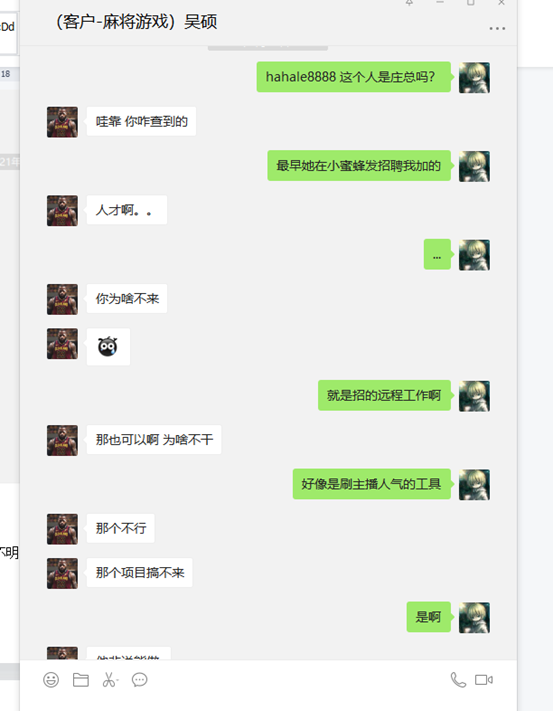 Dd
18
（客户-麻将游戏）吴硕
hahale8888 这个人是庄总吗?
哇靠 你咋查到的
21
最早她在小蜜蜂发招聘我加的
人才啊。。
...
你为啥不来
就是招的远程工作啊
那也可以啊 为啥不干
好像是刷主播人气的工具
那个不行
不明
那个项目搞不来
是啊